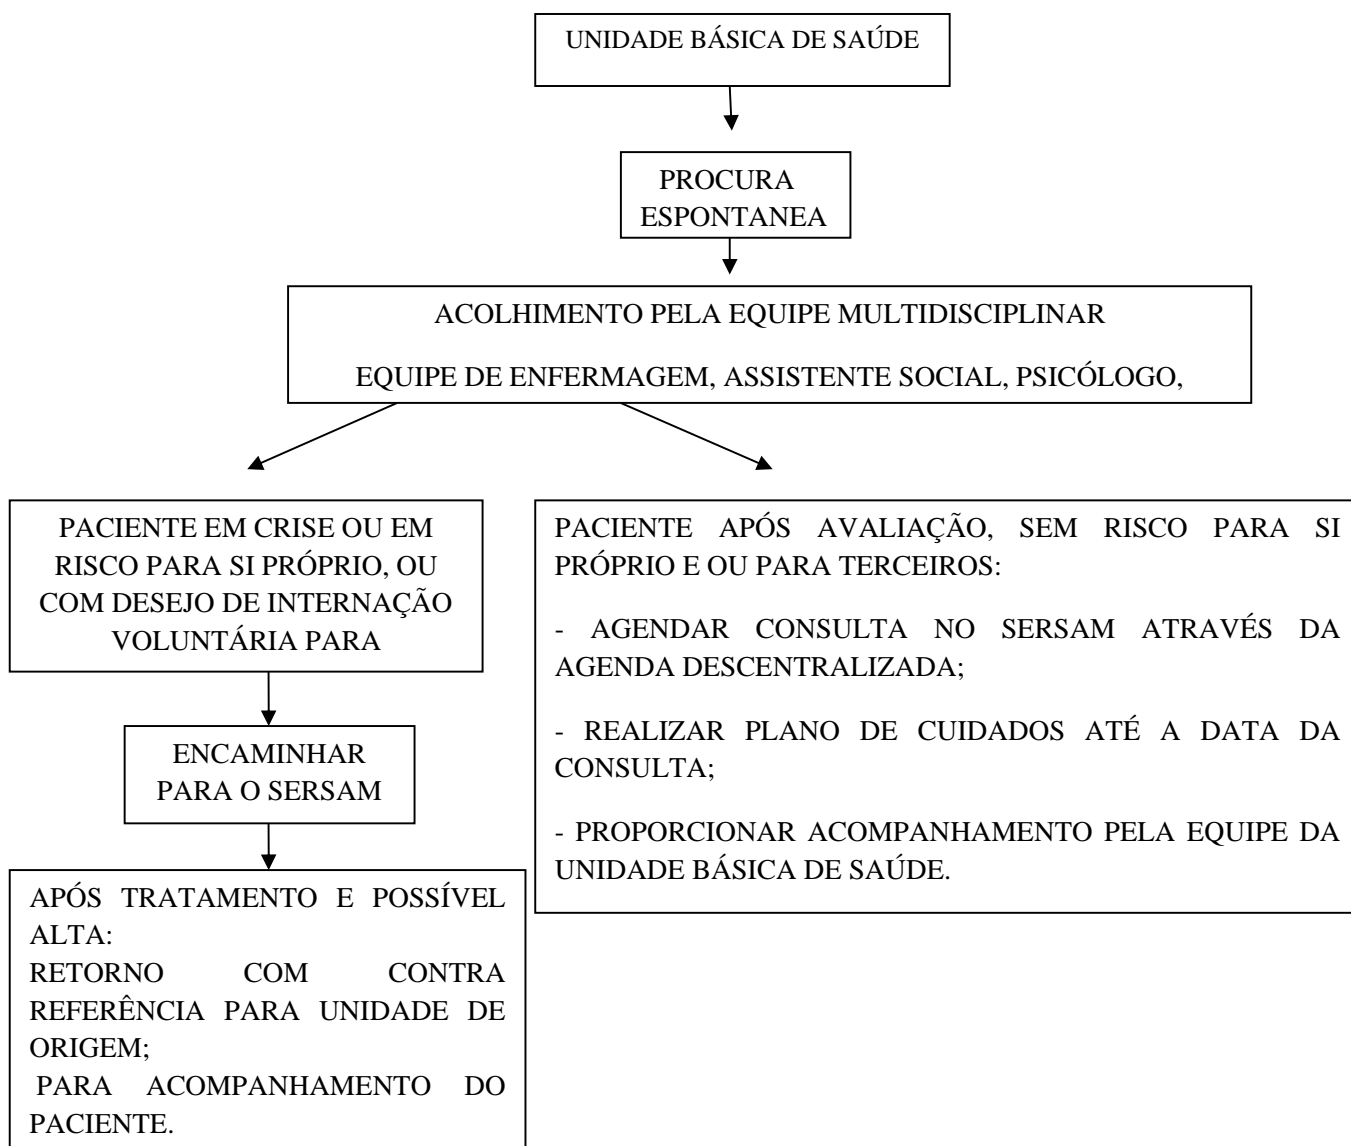 UNIDADE BÁSICA DE SAÚDE
PROCURA
ESPONTANEA
ACOLHIMENTO PELA EQUIPE MULTIDISCIPLINAR
EQUIPE DE ENFERMAGEM, ASSISTENTE SOCIAL, PSICÓLOGO,
PACIENTE EM CRISE OU EM
RISCO PARA SI PRÓPRIO, OU
COM DESEJO DE INTERNAÇÃO
VOLUNTÁRIA PARA
ENCAMINHAR
PARA O SERSAM
APÓS TRATAMENTO E POSSÍVEL
ALTA:
RETORNO COM CONTRA
REFERÊNCIA PARA UNIDADE DE
ORIGEM;
PARA ACOMPANHAMENTO DO
PACIENTE.
PACIENTE APÓS AVALIAÇÃO, SEM RISCO PARA SI
PRÓPRIO E OU PARA TERCEIROS:
- AGENDAR CONSULTA NO SERSAM ATRAVÉS DA
AGENDA DESCENTRALIZADA;
- REALIZAR PLANO DE CUIDADOS ATÉ A DATA DA
CONSULTA;
- PROPORCIONAR ACOMPANHAMENTO PELA EQUIPE DA
UNIDADE BÁSICA DE SAÚDE.